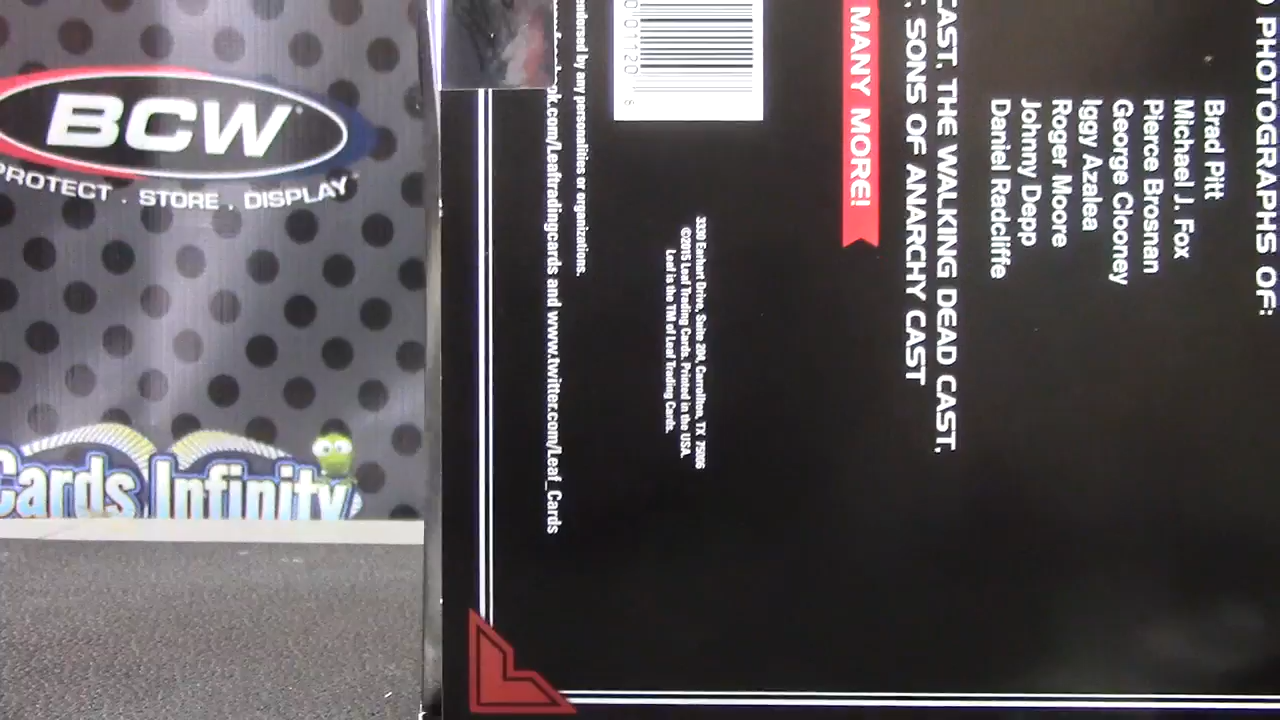 BCW
PROTECT . STORE . DISPLAY
Cards Infinity
PHOTOGRAPHS OF:
Brad Pitt
Michael J. Fox
Pierce Brosnan
George Clooney
Iggy Azalea
Roger Moore
Johnny Depp
Daniel Radcliffe
CAST, THE WALKING DEAD CAST,
SONS OF ANARCHY CAST
MANY MORE!
3330 Earhart Drive, Suite 204, Carrollton, TX 75006
©2015 Leaf Trading Cards. Printed in the USA.
Leaf is the TM of Leaf Trading Cards.
0 01120 8
endorsed by any personalities or organizations.
.com/Leaftradingcards and www.twitter.com/Leaf_Cards